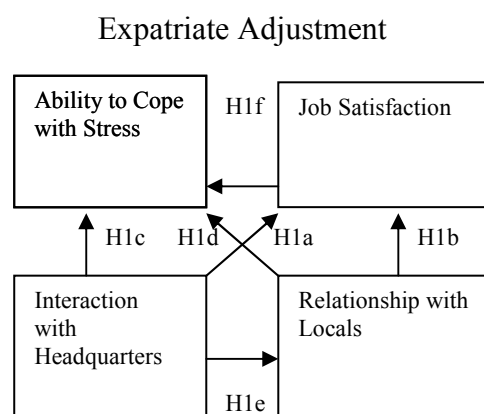 Expatriate Adjustment
Ability to Cope
with Stress
H1f
Job Satisfaction
H1c
H1d
H1a
H1b
Interaction
with
Headquarters
Relationship with
Locals
H1e